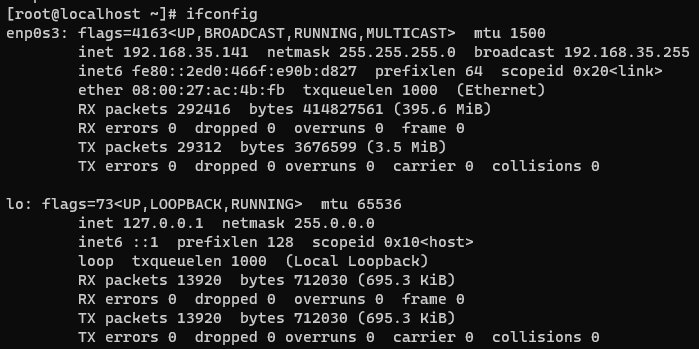 [root@localhost ~]# ifconfig
enp0s3: flags=4163<UP,BROADCAST,RUNNING,MULTICAST>  mtu 1500
        inet 192.168.35.141  netmask 255.255.255.0  broadcast 192.168.35.255
        inet6 fe80::2ed0:466f:e90b:d827  prefixlen 64  scopeid 0x20<link>
        ether 08:00:27:ac:4b:fb  txqueuelen 1000  (Ethernet)
        RX packets 292416  bytes 414827561 (395.6 MiB)
        RX errors 0  dropped 0  overruns 0  frame 0
        TX packets 29312  bytes 3676599 (3.5 MiB)
        TX errors 0  dropped 0 overruns 0  carrier 0  collisions 0

lo: flags=73<UP,LOOPBACK,RUNNING>  mtu 65536
        inet 127.0.0.1  netmask 255.0.0.0
        inet6 ::1  prefixlen 128  scopeid 0x10<host>
        loop  txqueuelen 1000  (Local Loopback)
        RX packets 13920  bytes 712030 (695.3 KiB)
        RX errors 0  dropped 0  overruns 0  frame 0
        TX packets 13920  bytes 712030 (695.3 KiB)
        TX errors 0  dropped 0 overruns 0  carrier 0  collisions 0